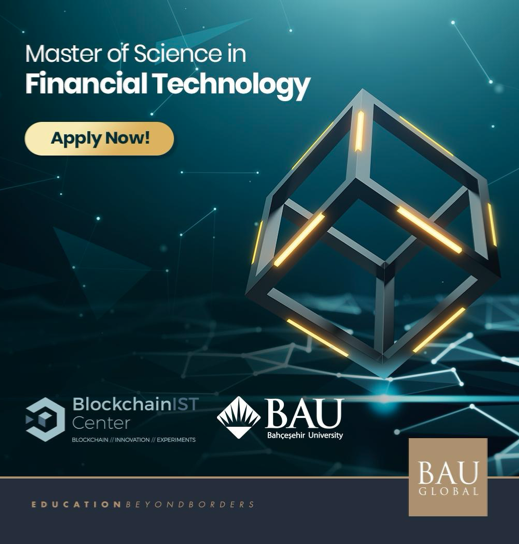 Master of Science in
Financial Technology
Apply Now!
BlockchainIST
Center
BLOCKCHAIN // INNOVATION // EXPERIMENTS
BAU
Bahçeşehir University
BAU
GLOBAL
EDUCATIONBEYONDBORDERS